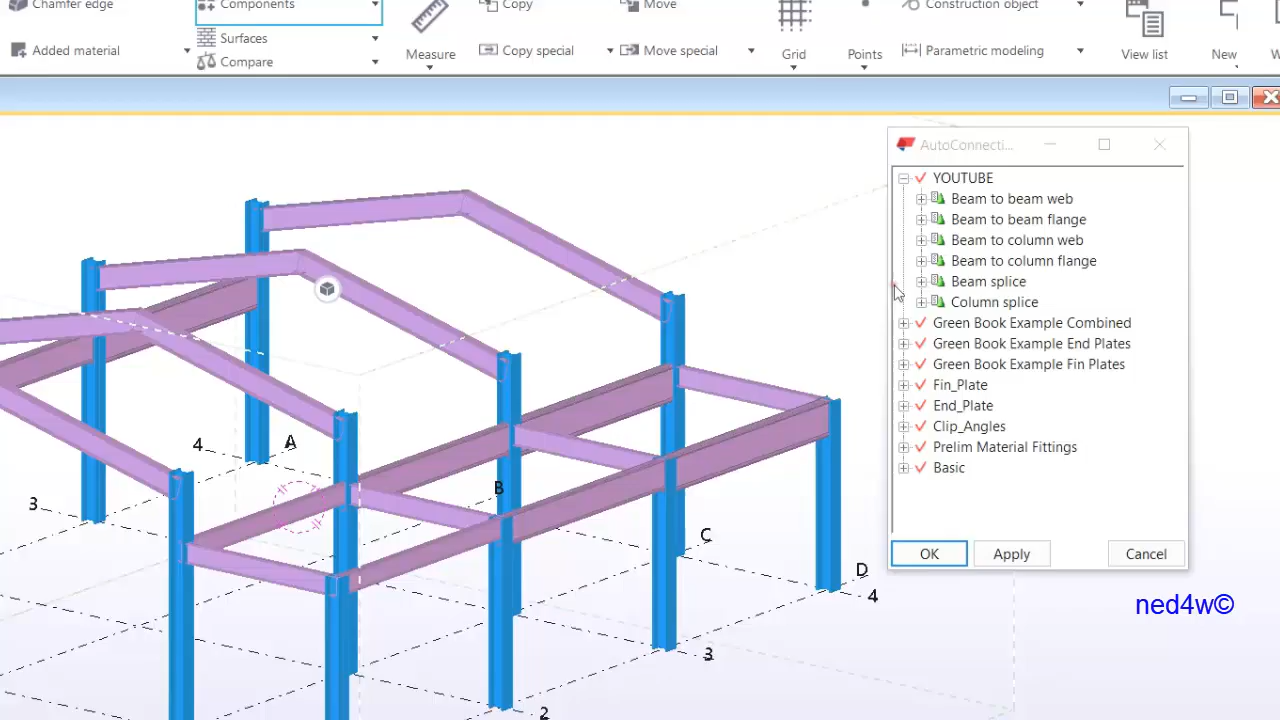 Chamfer edge
Components
Copy
Move
Construction object
Added material
Surfaces
Compare
Measure
Copy special
Move special
Grid
Points
Parametric modeling
View list
New
AutoConnecti...
YOUTUBE
Beam to beam web
Beam to beam flange
Beam to column web
Beam to column flange
Beam splice
Column splice
Green Book Example Combined
Green Book Example End Plates
Green Book Example Fin Plates
Fin_Plate
End_Plate
Clip_Angles
Prelim Material Fittings
Basic
OK
Apply
Cancel
4
A
3
B
C
D
4
3
2
ned4w©